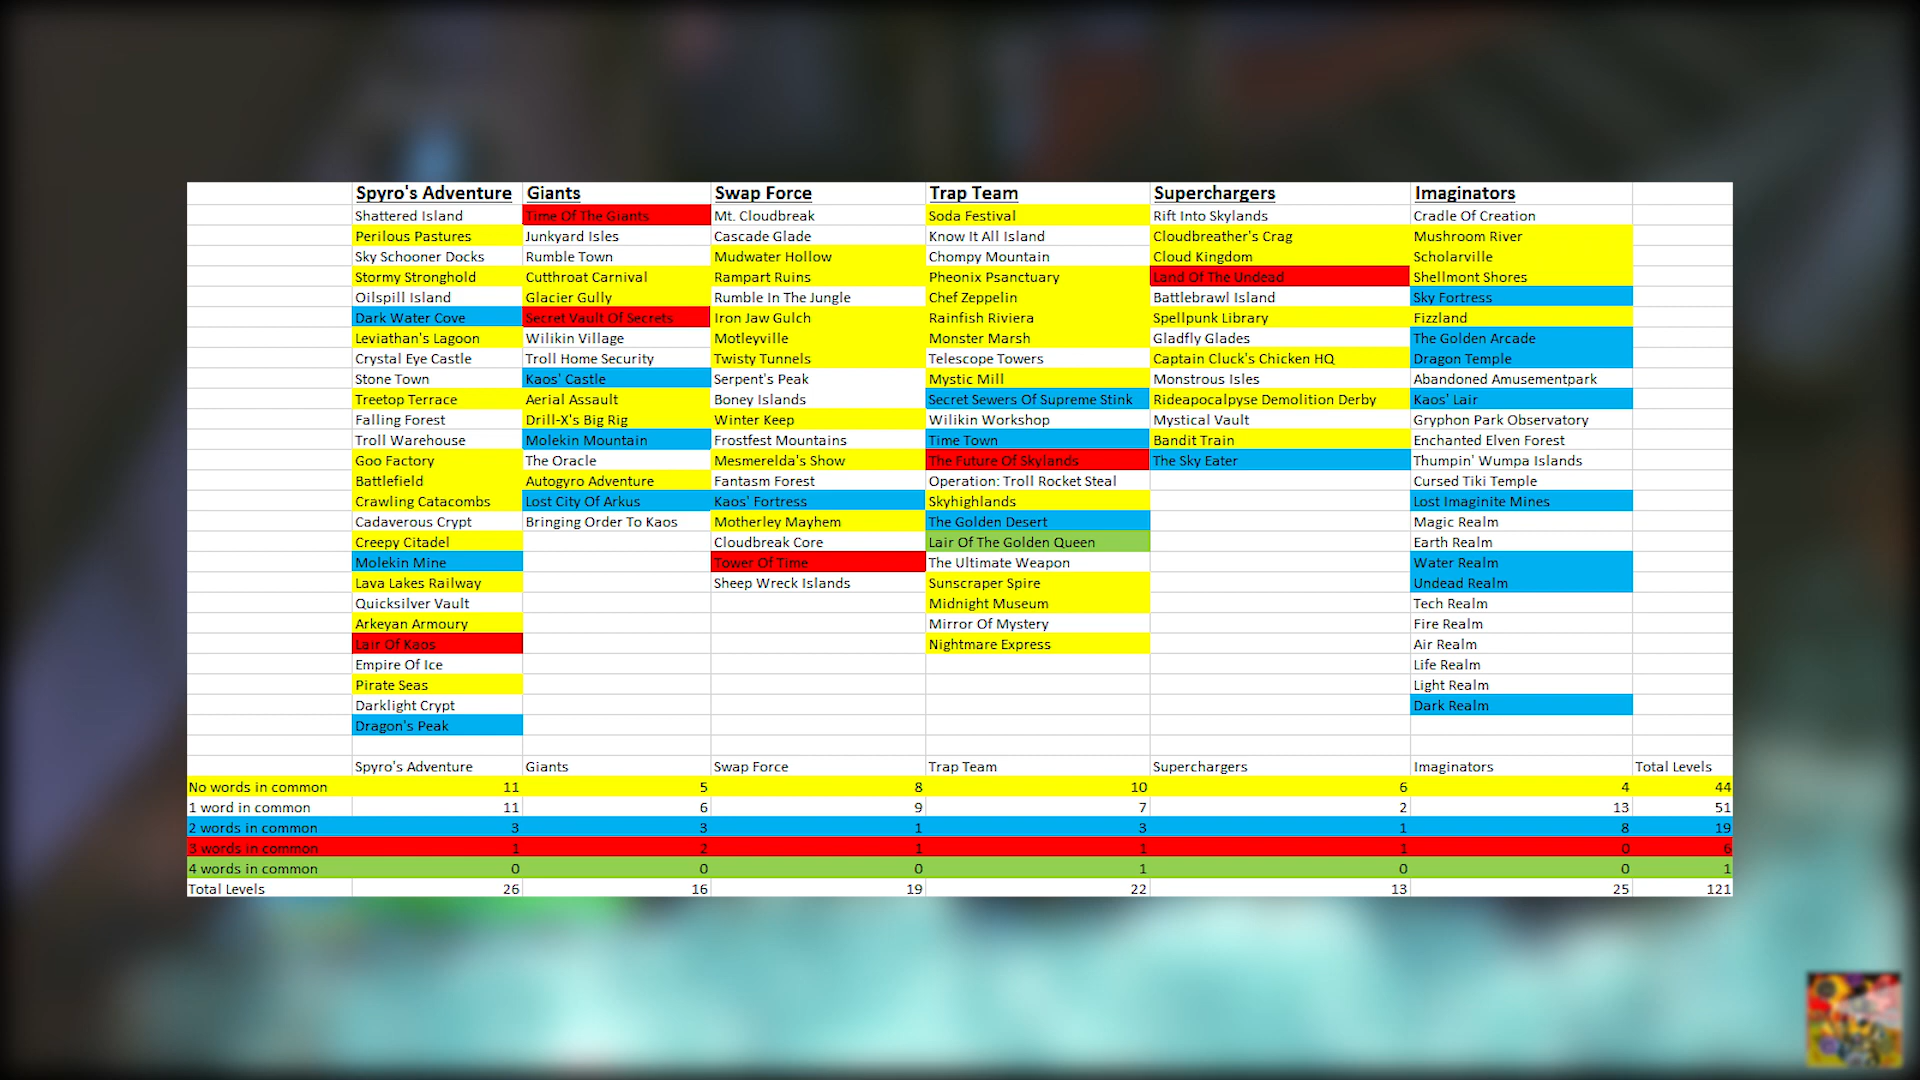 Spyro's Adventure Giants Swap Force Trap Team Superchargers Imaginators
Shattered Island Time Of The Giants Mt. Cloudbreak Soda Festival Rift Into Skylands Cradle Of Creation
Perilous Pastures Junkyard Isles Cascade Glade Know It All Island Cloudbreather's Crag Mushroom River
Sky Schooner Docks Rumble Town Mudwater Hollow Chompy Mountain Cloud Kingdom Scholarville
Stormy Stronghold Cutthroat Carnival Rampart Ruins Pheonix Psanctuary Land Of The Undead Shellmont Shores
Oilspill Island Glacier Gully Rumble In The Jungle Chef Zeppelin Battlebrawl Island Sky Fortress
Dark Water Cove Secret Vault Of Secrets Iron Jaw Gulch Rainfish Riviera Spellpunk Library Fizzland
Leviathan's Lagoon Wilikin Village Motleyville Monster Marsh Gladfly Glades The Golden Arcade
Crystal Eye Castle Troll Home Security Twisty Tunnels Telescope Towers Captain Cluck's Chicken HQ Dragon Temple
Stone Town Kaos' Castle Serpent's Peak Mystic Mill Monstrous Isles Abandoned Amusementpark
Treetop Terrace Aerial Assault Boney Islands Secret Sewers Of Supreme Stink Rideapocalpyse Demolition Derby Kaos' Lair
Falling Forest Drill-X's Big Rig Winter Keep Wilikin Workshop Mystical Vault Gryphon Park Observatory
Troll Warehouse Molekin Mountain Frostfest Mountains Time Town Bandit Train Enchanted Elven Forest
Goo Factory The Oracle Mesmerelda's Show The Future Of Skylands The Sky Eater Thumpin' Wumpa Islands
Battlefield Autogyro Adventure Fantasm Forest Operation: Troll Rocket Steal Cursed Tiki Temple
Crawling Catacombs Lost City Of Arkus Kaos' Fortress Skyhighlands Lost Imaginite Mines
Cadaverous Crypt Bringing Order To Kaos Motherley Mayhem The Golden Desert Magic Realm
Creepy Citadel Cloudbreak Core Lair Of The Golden Queen Earth Realm
Molekin Mine Tower Of Time The Ultimate Weapon Water Realm
Lava Lakes Railway Sheep Wreck Islands Sunscraper Spire Undead Realm
Quicksilver Vault Midnight Museum Tech Realm
Arkeyan Armoury Mirror Of Mystery Fire Realm
Lair Of Kaos Nightmare Express Air Realm
Empire Of Ice Life Realm
Pirate Seas Light Realm
Darklight Crypt Dark Realm
Dragon's Peak
Spyro's Adventure Giants Swap Force Trap Team Superchargers Imaginators Total Levels
No words in common 11 5 8 10 6 4 44
1 word in common 11 6 9 7 2 13 51
2 words in common 3 3 1 3 1 8 19
3 words in common 1 2 1 1 1 0 6
4 words in common 0 0 0 1 0 0 1
Total Levels 26 16 19 22 13 25 121